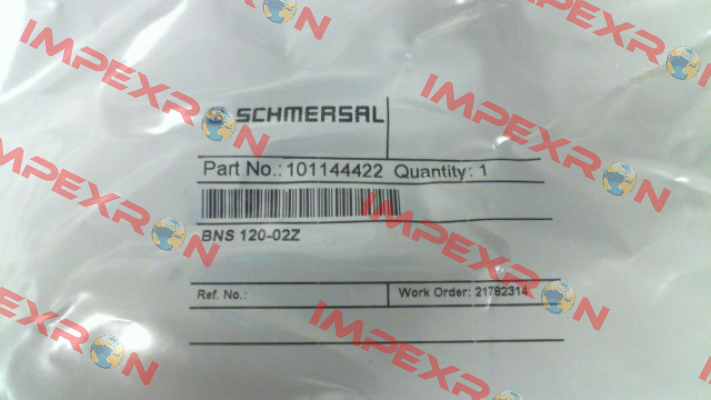 SCHMERSAL
Part No.: 101144422 Quantity: 1
BNS 120-02Z
Ref. No.:
Work Order: 21782314
IMPEXRON
IMPEXRON
IMPEXRON
IMPEXRON
IMPEXRON
IMPEXRON
IMPEXRON